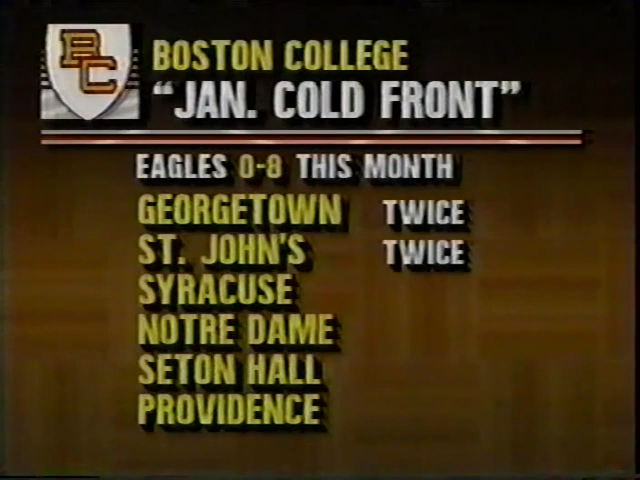 BC
BOSTON COLLEGE
"JAN. COLD FRONT"
EAGLES 0-8 THIS MONTH
GEORGETOWN TWICE
ST. JOHN'S TWICE
SYRACUSE
NOTRE DAME
SETON HALL
PROVIDENCE